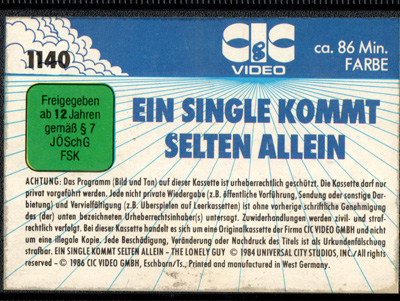 1140
CIC
&
VIDEO
ca. 86 Min.
FARBE
Freigegeben
ab 12 Jahren
gemäß § 7
JÖSchG
FSK
EIN SINGLE KOMMT
SELTEN ALLEIN
ACHTUNG: Das Programm (Bild und Ton) auf dieser Kassette ist urheberrechtlich geschützt. Die Kassette darf nur
privat vorgeführt werden. Jede nicht private Wiedergabe (z.B. öffentliche Vorführung, Sendung oder sonstige Dar-
bietung) und Vervielfältigung (z.B. Überspielen auf Leerkassetten) ist ohne vorherige schriftliche Genehmigung
des (der) unten bezeichneten Urheberrechtsinhaber(s) untersagt. Zuwiderhandlungen werden zivil- und straf-
rechtlich verfolgt. Bei dieser Kassette handelt es sich um eine Originalkassette der Firma CIC VIDEO GMBH und nicht
um eine illegale Kopie. Jede Beschädigung, Veränderung oder Nachdruck des Titels ist als Urkundenfälschung
strafbar. EIN SINGLE KOMMT SELTEN ALLEIN - THE LONELY GUY © 1984 UNIVERSAL CITY STUDIOS, INC./All rights
reserved - © 1986 CIC VIDEO GMBH, Eschborn/Ts. Printed and manufactured in West Germany.